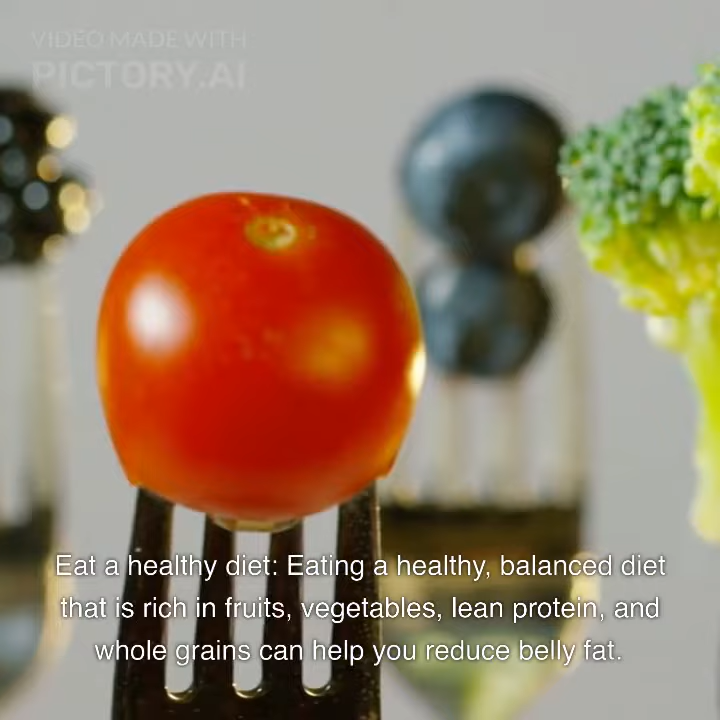 VIDEO MADE WITH
PICTORY.AI
Eat a healthy diet: Eating a healthy, balanced diet
that is rich in fruits, vegetables, lean protein, and
whole grains can help you reduce belly fat.